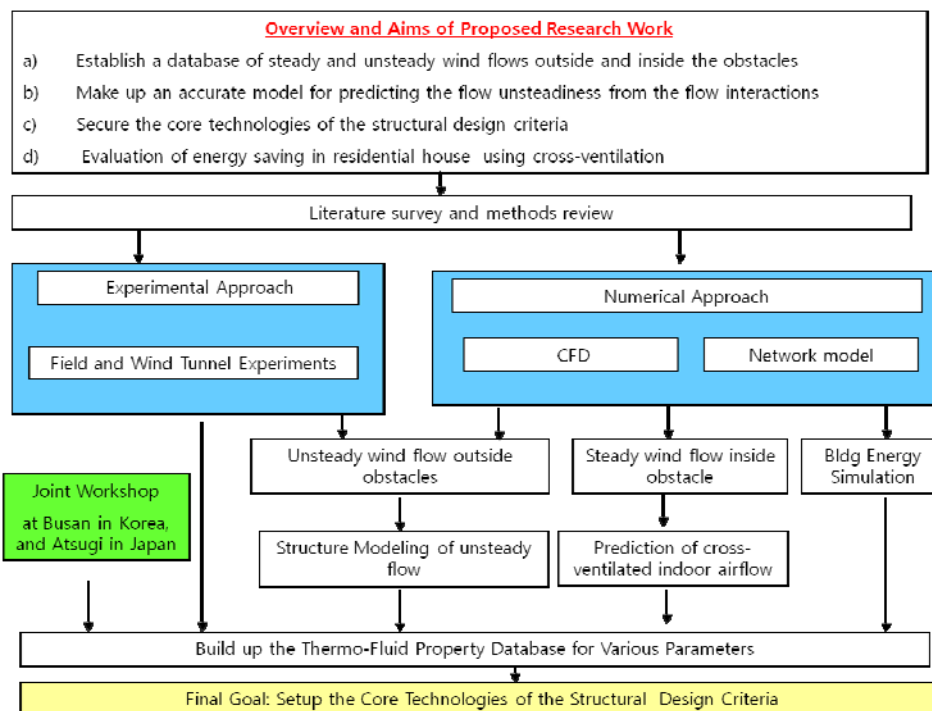 Overview and Aims of Proposed Research Work
a) Establish a database of steady and unsteady wind flows outside and inside the obstacles
b) Make up an accurate model for predicting the flow unsteadiness from the flow interactions
c) Secure the core technologies of the structural design criteria
d) Evaluation of energy saving in residential house using cross-ventilation
Literature survey and methods review
Experimental Approach
Field and Wind Tunnel Experiments
Numerical Approach
CFD
Network model
Unsteady wind flow outside
obstacles
Steady wind flow inside
obstacle
Bldg Energy
Simulation
Joint Workshop
at Busan in Korea,
and Atsugi in Japan
Structure Modeling of unsteady
flow
Prediction of cross-
ventilated indoor airflow
Build up the Thermo-Fluid Property Database for Various Parameters
Final Goal: Setup the Core Technologies of the Structural Design Criteria